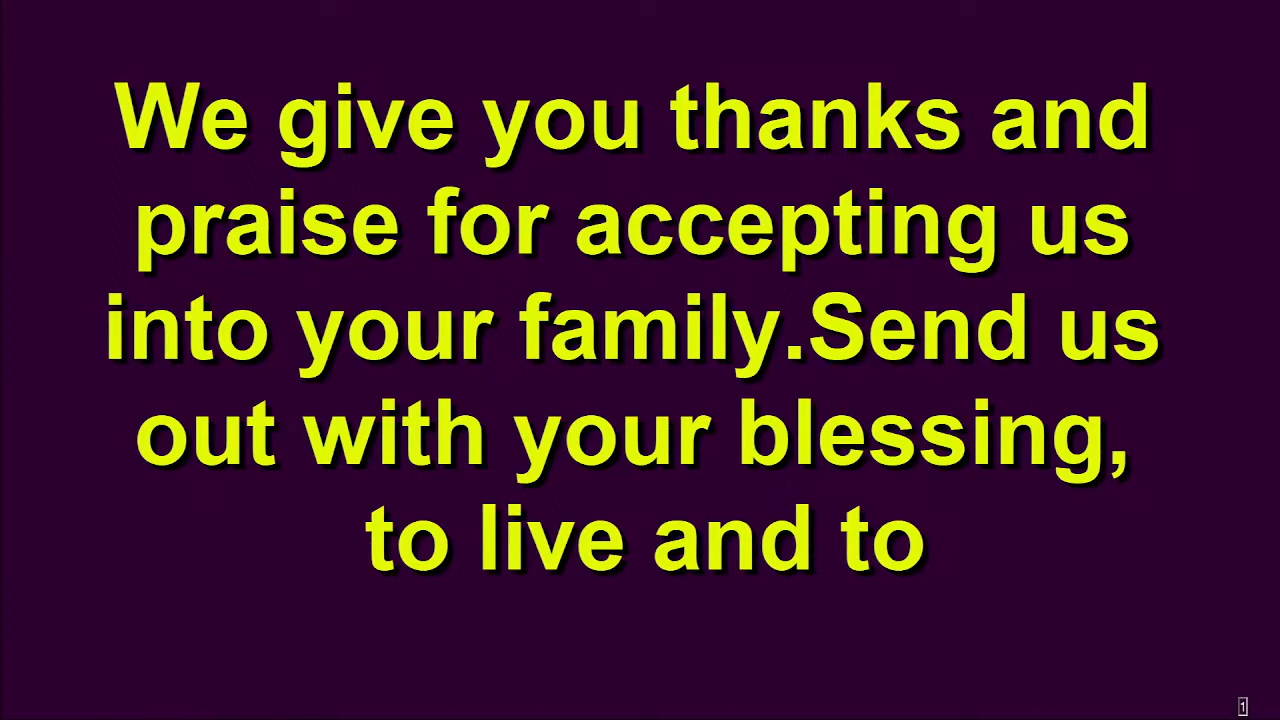 We give you thanks and
praise for accepting us
into your family.Send us
out with your blessing,
to live and to
1